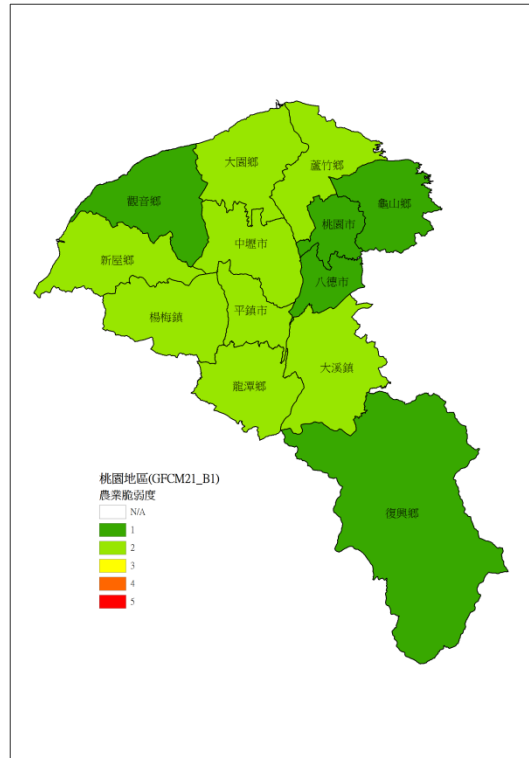 大園鄉
蘆竹鄉
觀音鄉
龜山鄉
桃園市
中壢市
新屋鄉
八德市
楊梅鎮
平鎮市
大溪鎮
龍潭鄉
復興鄉
桃園地區(GFCM21_B1)
農業脆弱度
N/A
1
2
3
4
5